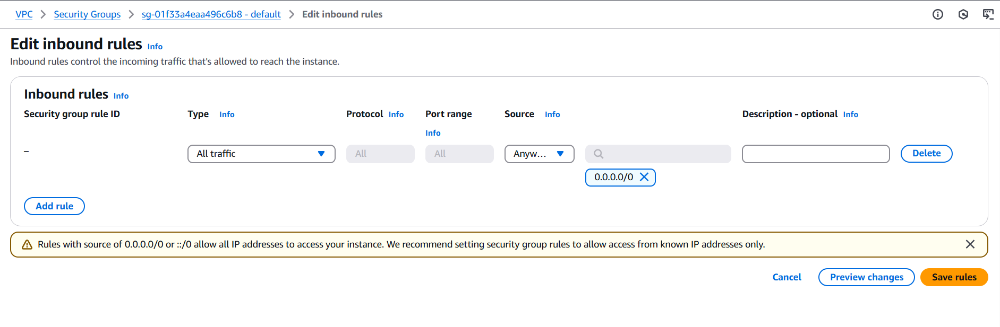 VPC > Security Groups > sg-01f33a4eaa496c6b8 - default > Edit inbound rules
Edit inbound rules Info
Inbound rules control the incoming traffic that's allowed to reach the instance.
Inbound rules Info
Security group rule ID Type Info Protocol Info Port range Info Source Info Description - optional Info
– All traffic All All Anyw... Delete
0.0.0.0/0
Add rule
Rules with source of 0.0.0.0/0 or ::/0 allow all IP addresses to access your instance. We recommend setting security group rules to allow access from known IP addresses only.
Cancel Preview changes Save rules